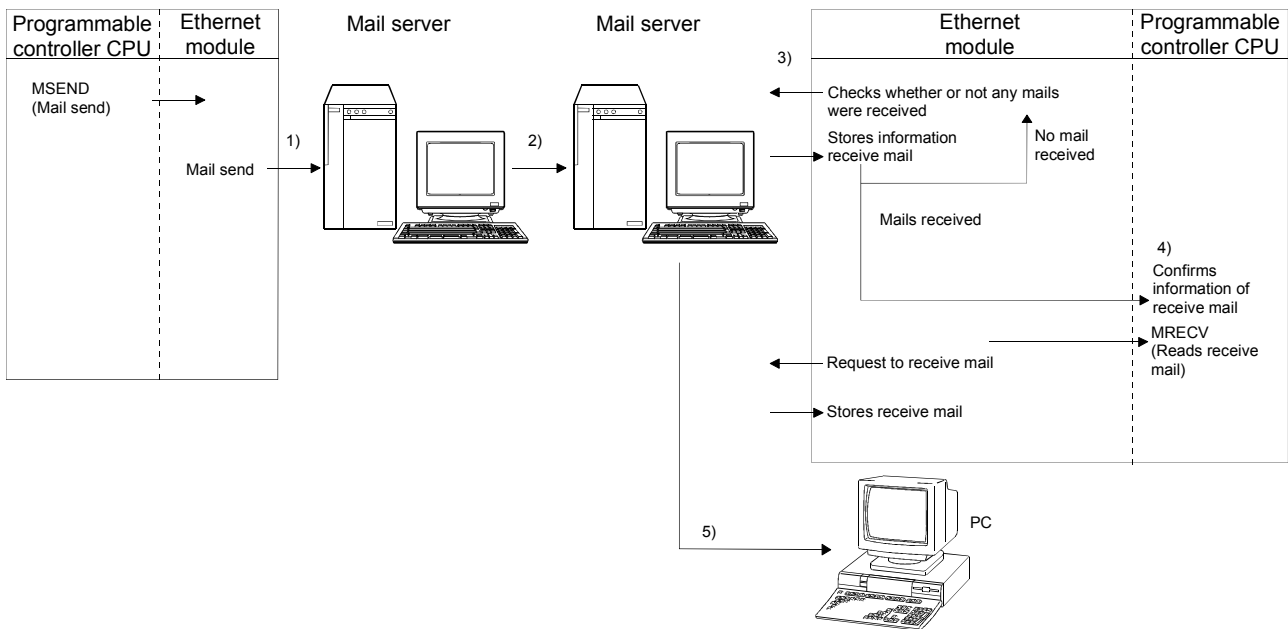 Programmable
controller CPU
Ethernet
module
Mail server
Mail server
Ethernet
module
Programmable
controller CPU
MSEND
(Mail send)
Mail send
1)
2)
3)
Checks whether or not any mails
were received
Stores information
receive mail
No mail
received
Mails received
4)
Confirms
information of
receive mail
MRECV
(Reads receive
mail)
Request to receive mail
Stores receive mail
5)
PC